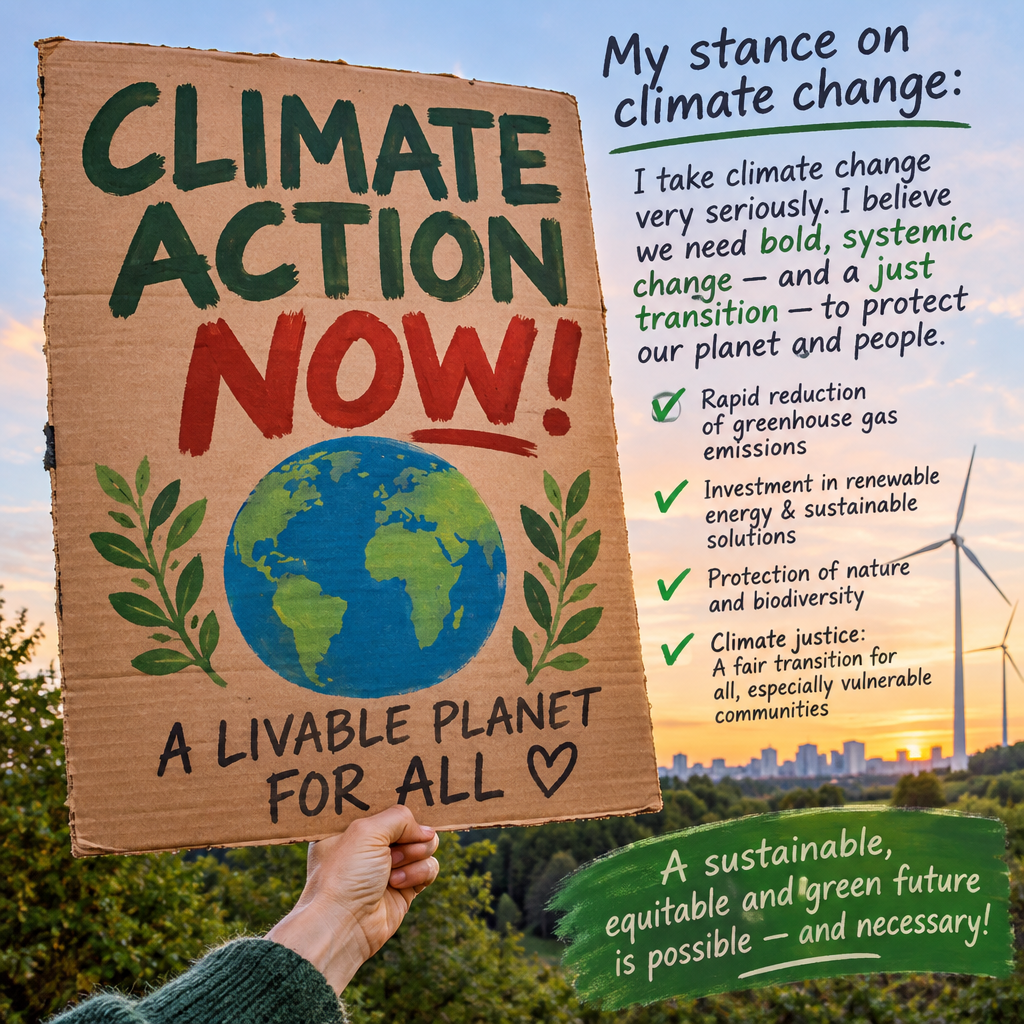 CLIMATE
ACTION
NOW!
A LIVABLE PLANET
FOR ALL
My stance on
climate change:
I take climate change
very seriously. I believe
we need bold, systemic
change — and a just
transition — to protect
our planet and people.
Rapid reduction
of greenhouse gas
emissions
Investment in renewable
energy & sustainable
solutions
Protection of nature
and biodiversity
Climate justice:
A fair transition for
all, especially vulnerable
communities
A sustainable,
equitable and green future
is possible — and necessary!